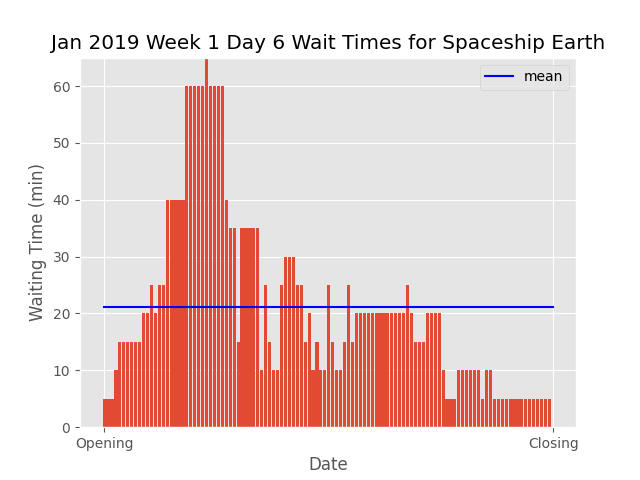 Jan 2019 Week 1 Day 6 Wait Times for Spaceship Earth
mean
60
50
40
30
20
10
0
Waiting Time (min)
Opening
Closing
Date